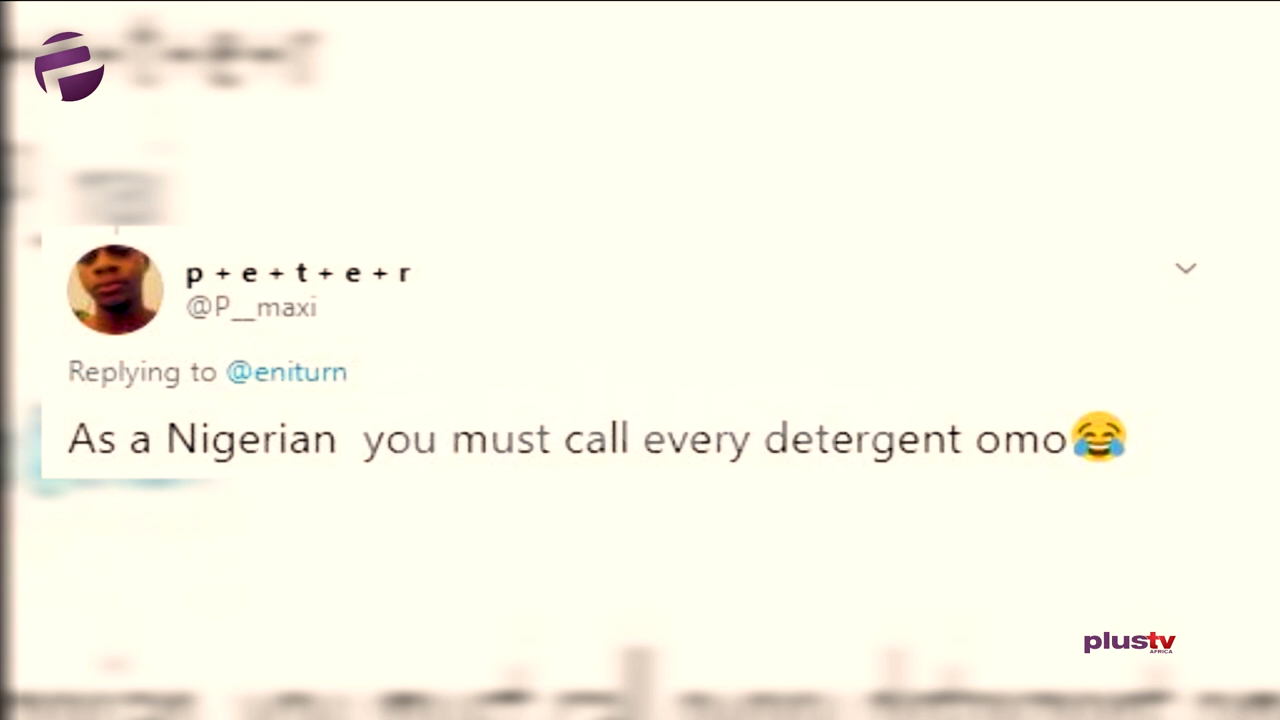 p + e + t + e + r
@P__maxi
Replying to @eniturn
As a Nigerian  you must call every detergent omo😂
plustv
AFRICA